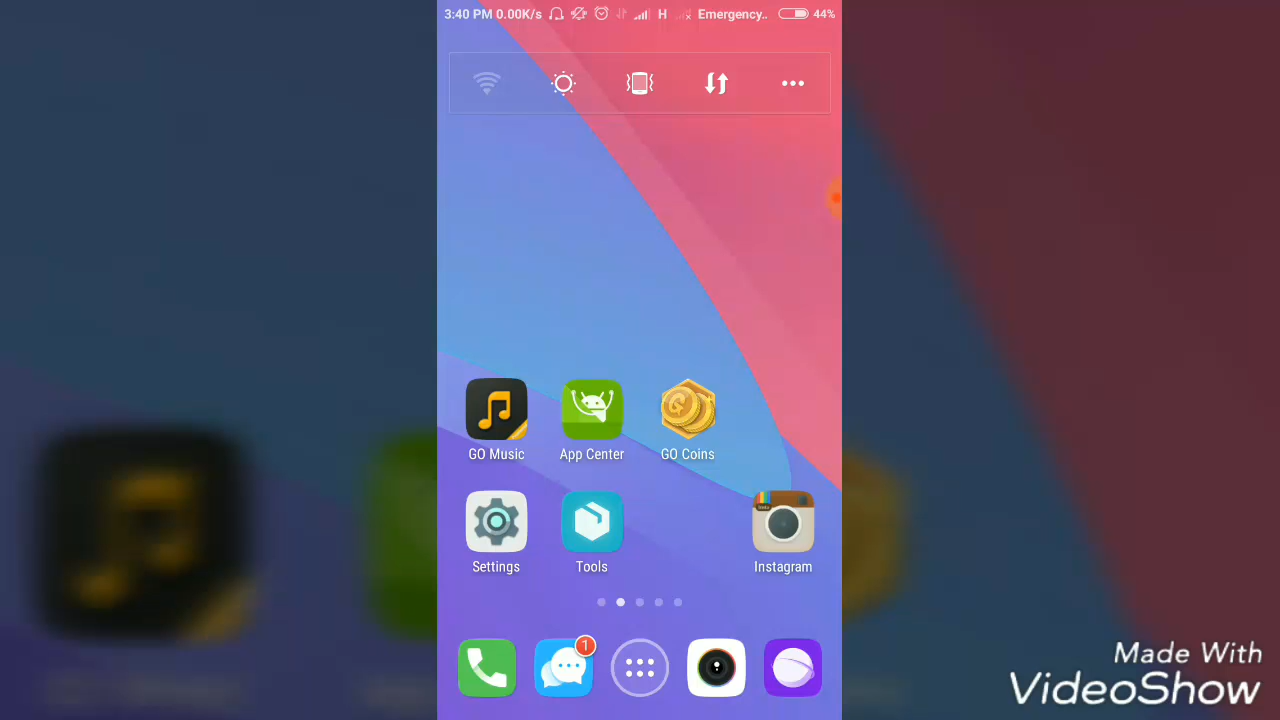 3:40 PM 0.00K/s H Emergency.. 44%
GO Music App Center GO Coins
Settings Tools Instagram
1
Made With
VideoShow